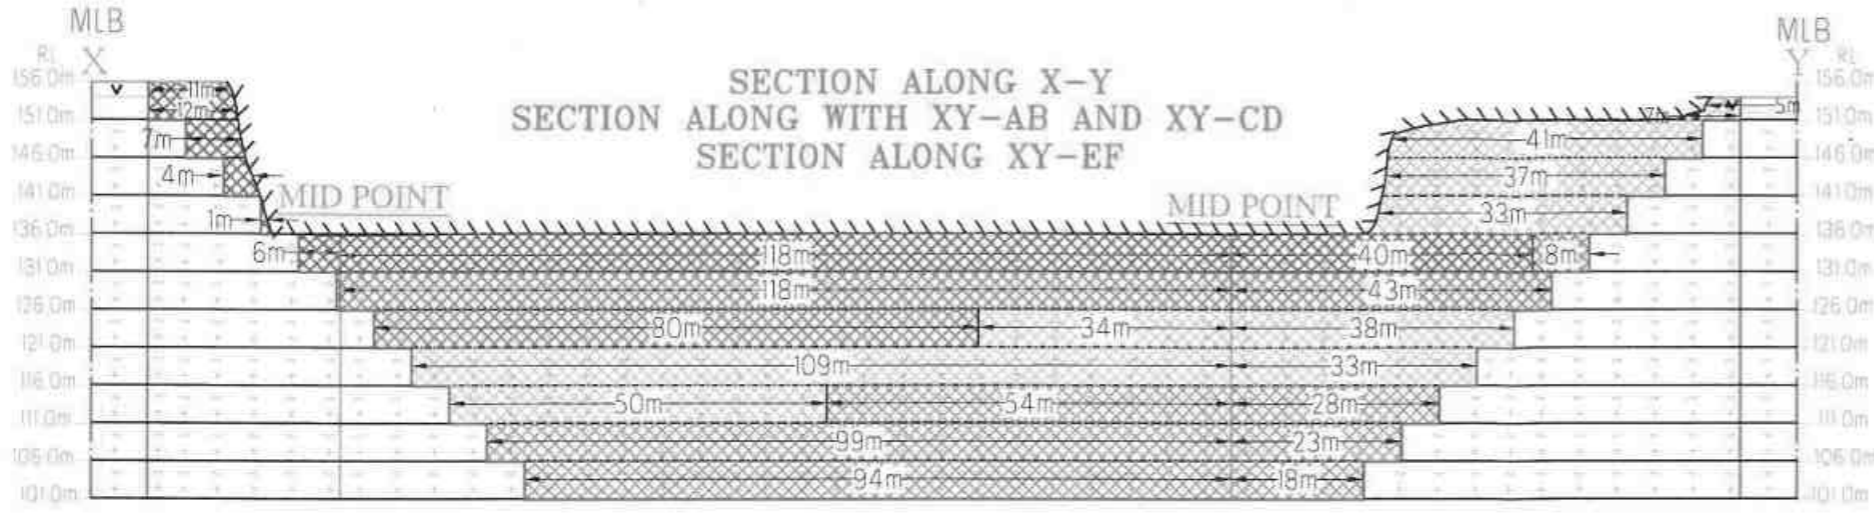 MLB MLB
RL X Y RL
156.0m 11m SECTION ALONG X-Y 156.0m
12m 5m
151.0m SECTION ALONG WITH XY-AB AND XY-CD 151.0m
7m 41m
146.0m SECTION ALONG XY-EF 146.0m
4m 37m
141.0m MID POINT MID POINT 141.0m
1m 33m
136.0m 136.0m
6m 118m 40m 8m
131.0m 131.0m
118m 43m
126.0m 126.0m
80m 34m 38m
121.0m 121.0m
109m 33m
116.0m 116.0m
50m 54m 28m
111.0m 111.0m
99m 23m
106.0m 106.0m
94m 18m
101.0m 101.0m